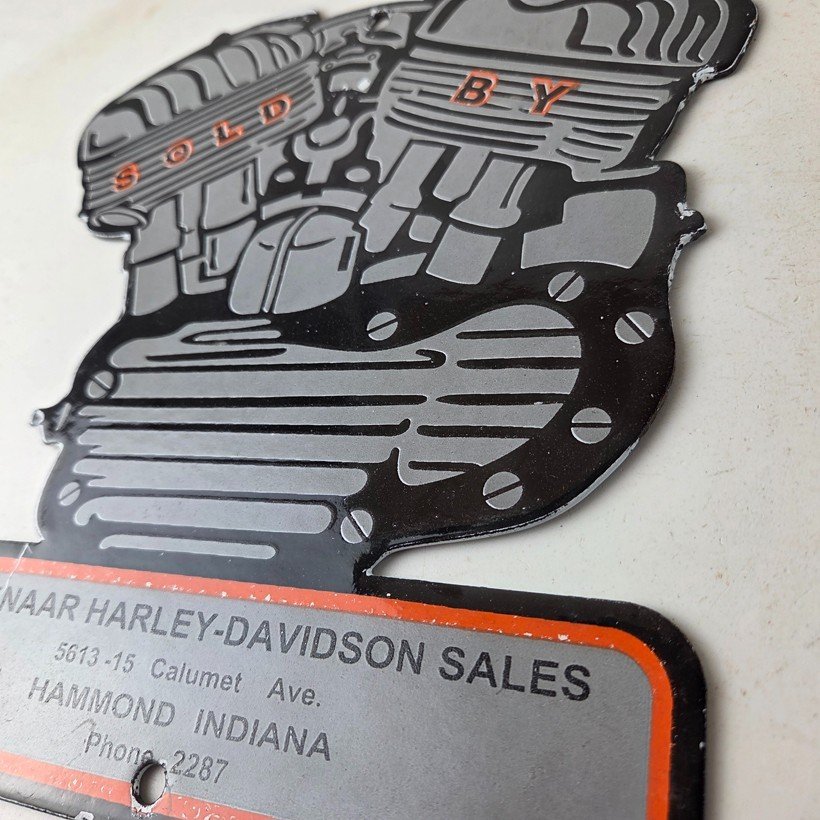 SOLD BY
NAAR HARLEY-DAVIDSON SALES
5613-15 Calumet Ave.
HAMMOND INDIANA
Phone 2287